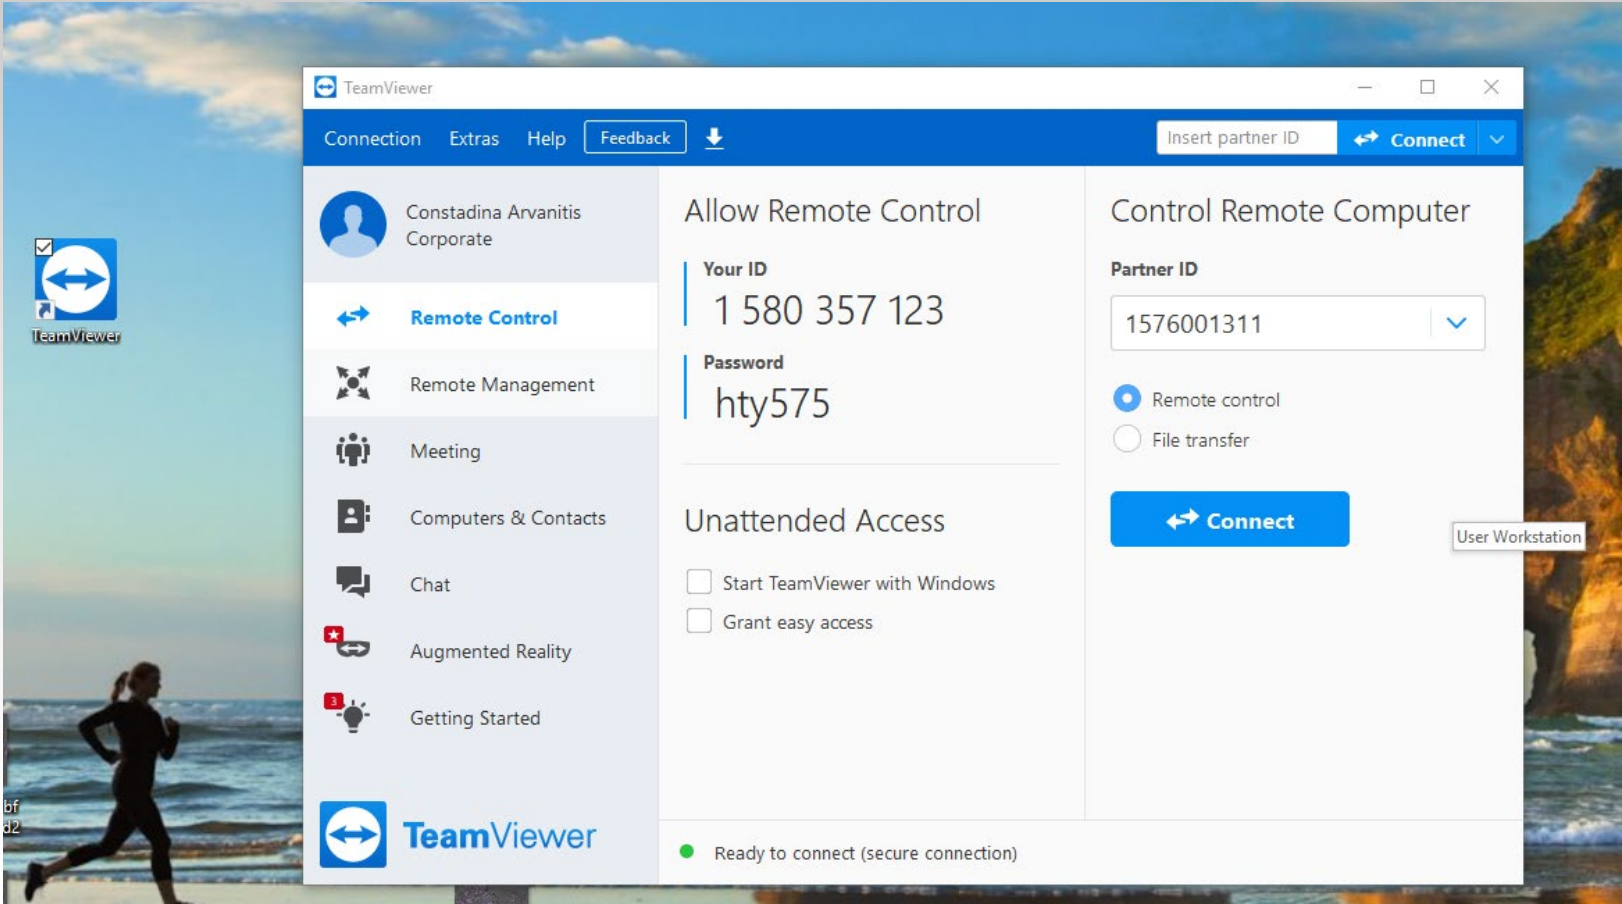 TeamViewer
TeamViewer
Connection Extras Help Feedback
Insert partner ID
Connect
Constadina Arvanitis
Corporate
Remote Control
Remote Management
Meeting
Computers & Contacts
Chat
Augmented Reality
3
Getting Started
TeamViewer
Allow Remote Control
Your ID
1 580 357 123
Password
hty575
Unattended Access
Start TeamViewer with Windows
Grant easy access
Control Remote Computer
Partner ID
1576001311
Remote control
File transfer
Connect
User Workstation
Ready to connect (secure connection)
bf
d2